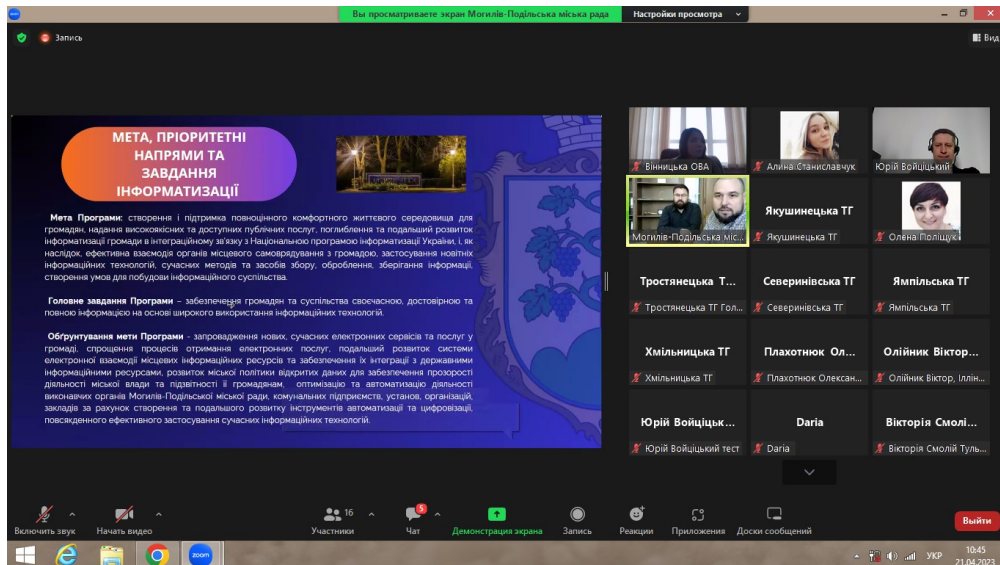 zoom
Вы просматриваете экран Могилів-Подільська міська рада
Настройки просмотра
Запись
Вид
МЕТА, ПРІОРИТЕТНІ
НАПРЯМИ ТА
ЗАВДАННЯ
ІНФОРМАТИЗАЦІЇ
Мета Програми: створення і підтримка повноцінного комфортного життєвого середовища для
громадян, надання високоякісних та доступних публічних послуг, поглиблення та подальший розвиток
інформатизації громади в інтеграційному зв'язку з Національною програмою інформатизації України, і, як
наслідок, ефективна взаємодія органів місцевого самоврядування з громадою, застосування новітніх
інформаційних технологій, сучасних методів та засобів збору, оброблення, зберігання інформації,
створення умов для побудови інформаційного суспільства.
Головне завдання Програми – забезпечення громадян та суспільства своєчасною, достовірною та
повною інформацією на основі широкого використання інформаційних технологій.
Обґрунтування мети Програми - запровадження нових, сучасних електронних сервісів та послуг у
громаді, спрощення процесів отримання електронних послуг, подальший розвиток системи
електронної взаємодії місцевих інформаційних ресурсів та забезпечення їх інтеграції з державними
інформаційними ресурсами, розвиток міської політики відкритих даних для забезпечення прозорості
діяльності міської влади та підзвітності її громадянам, оптимізацію та автоматизацію діяльності
виконавчих органів Могилів-Подільської міської ради, комунальних підприємств, установ, організацій,
закладів за рахунок створення та подальшого розвитку інструментів автоматизації та цифровізації,
повсякденного ефективного застосування сучасних інформаційних технологій.
Вінницька ОВА
Алина Станиславчук
Юрій Войціцький
Могилів-Подільська міс...
Якушинецька ТГ
Якушинецька ТГ
Олена Поліщук
Тростянецька Т...
Тростянецька ТГ Гол...
Северинівська ТГ
Северинівська ТГ
Ямпільська ТГ
Ямпільська ТГ
Хмільницька ТГ
Хмільницька ТГ
Плахотнюк Ол...
Плахотнюк Олексан...
Олійник Віктор...
Олійник Віктор, Іллін...
Юрій Войціцьк...
Юрій Войціцький тест
Daria
Daria
Вікторія Смолі...
Вікторія Смолій Туль...
Включить звук
Начать видео
16
Участники
5
Чат
Демонстрация экрана
Запись
Реакции
Приложения
Доски сообщений
Выйти
zoom
УКР
10:45
21.04.2023